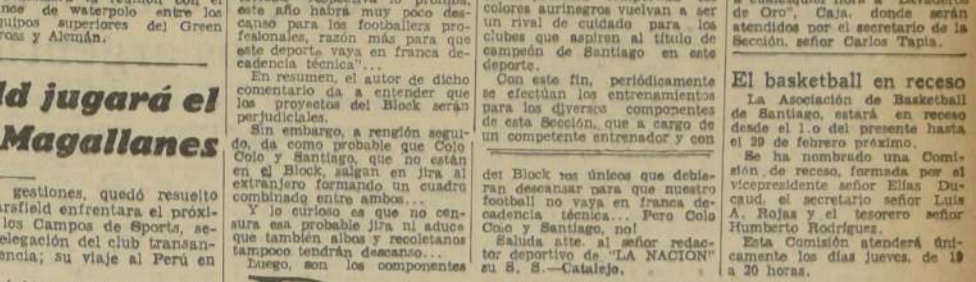 nes de waterpolo entre los
equipos superiores del Green
Cross y Alemán.
ld jugará el
Magallanes
gestiones, quedó resuelto
arsfield enfrentara el próxi-
los Campos de Sports, se-
elegación del club transan-
encia; su viaje al Perú en
este año habrá muy poco des-
canso para los footballers pro-
fesionales, razón más para que
este deporte vaya en franca de-
cadencia técnica"...
En resumen, el autor de dicho
comentario da a entender que
los proyectos del Block serán
perjudiciales.
Sin embargo, a renglón segui-
do, da como probable que Colo
Colo y Santiago, que no están
en el Block, salgan en jira al
extranjero formando un cuadro
combinado entre ambos...
Y lo curioso es que no cen-
sura esa probable jira ni aduce
que también albos y recoletanos
tampoco tendrán descanso...
Luego, son los componentes
colores aurinegros vuelvan a ser
un rival de cuidado para los
clubes que aspiren al título de
campeón de Santiago en este
deporte.
Con este fin, periódicamente
se efectúan los entrenamientos
para los diversos componentes
de esta Sección, que a cargo de
un competente entrenador y con
del Block los únicos que debie-
ran descansar para que nuestro
football no vaya en franca de-
cadencia técnica... Pero Colo
Colo y Santiago, no!
Saluda atte. al señor redac-
tor deportivo de "LA NACION"
su S. S.—Catalejo.
de Oro", Caja, donde serán
atendidos por el secretario de la
Sección, señor Carlos Tapia.
El basketball en receso
La Asociación de Basketball
de Santiago, estará en receso
desde el 1.o del presente hasta
el 29 de febrero próximo.
Se ha nombrado una Comi-
sión de receso, formada por el
vicepresidente señor Elías Du-
caud, el secretario señor Luis
A. Rojas y el tesorero señor
Humberto Rodríguez.
Esta Comisión atenderá úni-
camente los días jueves, de 19
a 20 horas.